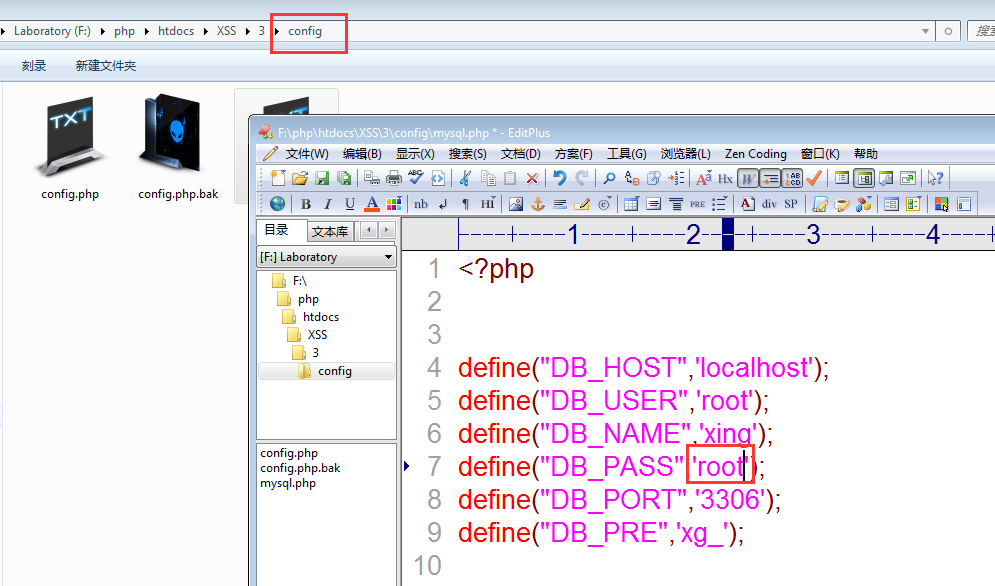 Laboratory (F:) php htdocs XSS 3 config
刻录 新建文件夹
TXT
config.php config.php.bak
F:\php\htdocs\XSS\3\config\mysql.php * - EditPlus
文件(W) 编辑(B) 显示(X) 搜索(S) 文档(D) 方案(F) 工具(G) 浏览器(L) Zen Coding 窗口(K) 帮助
B I U A nb ¶ HI PRE A div SP
目录 文本库
[F:] Laboratory
F:\
php
htdocs
XSS
3
config
config.php
config.php.bak
mysql.php
1 2 3 4
1 <?php
2
3
4 define("DB_HOST",'localhost');
5 define("DB_USER",'root');
6 define("DB_NAME",'xing');
7 define("DB_PASS",'root');
8 define("DB_PORT",'3306');
9 define("DB_PRE",'xg_');
10